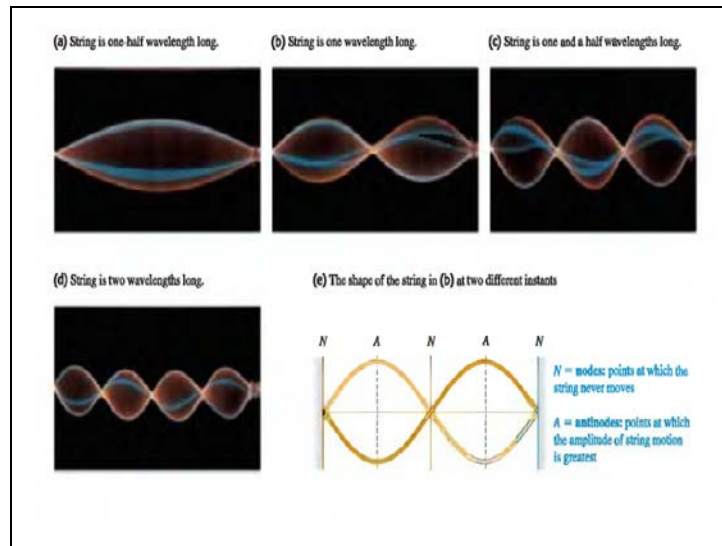 (a) String is one-half wavelength long.
(b) String is one wavelength long.
(c) String is one and a half wavelengths long.
(d) String is two wavelengths long.
(e) The shape of the string in (b) at two different instants
N A N A N
N = nodes: points at which the
string never moves
A = antinodes: points at which
the amplitude of string motion
is greatest